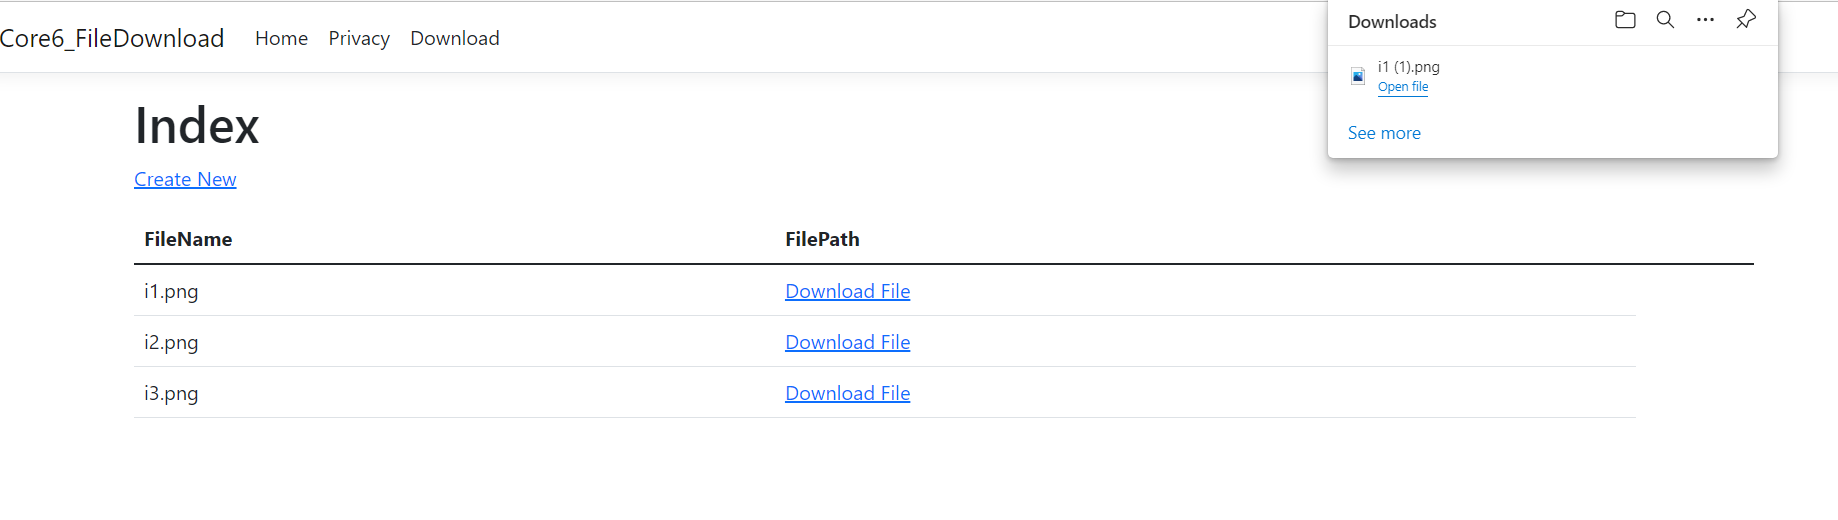 Core6_FileDownload Home Privacy Download
Downloads
i1 (1).png
Open file
See more
Index
Create New
FileName FilePath
i1.png Download File
i2.png Download File
i3.png Download File